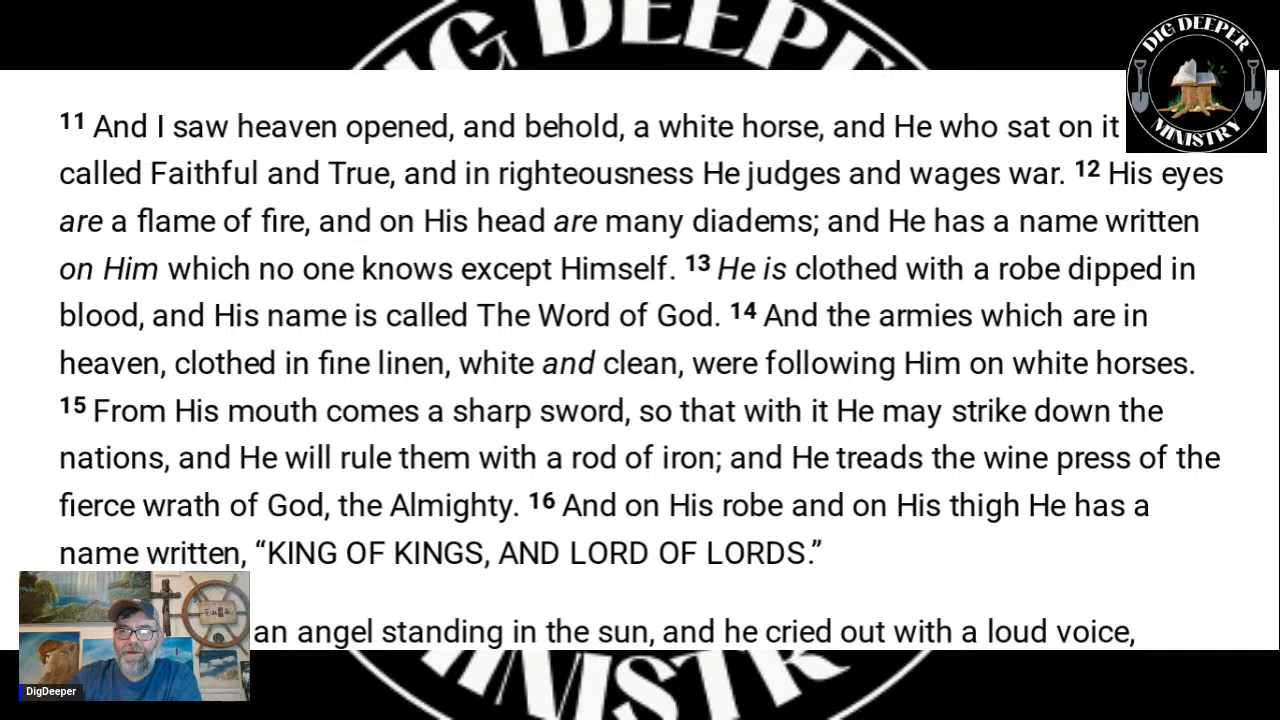 DIG DEEPER
DIG DEEPER
MINISTRY
11 And I saw heaven opened, and behold, a white horse, and He who sat on it
called Faithful and True, and in righteousness He judges and wages war. 12 His eyes
are a flame of fire, and on His head are many diadems; and He has a name written
on Him which no one knows except Himself. 13 He is clothed with a robe dipped in
blood, and His name is called The Word of God. 14 And the armies which are in
heaven, clothed in fine linen, white and clean, were following Him on white horses.
15 From His mouth comes a sharp sword, so that with it He may strike down the
nations, and He will rule them with a rod of iron; and He treads the wine press of the
fierce wrath of God, the Almighty. 16 And on His robe and on His thigh He has a
name written, “KING OF KINGS, AND LORD OF LORDS.”
an angel standing in the sun, and he cried out with a loud voice,
DigDeeper
MINISTR